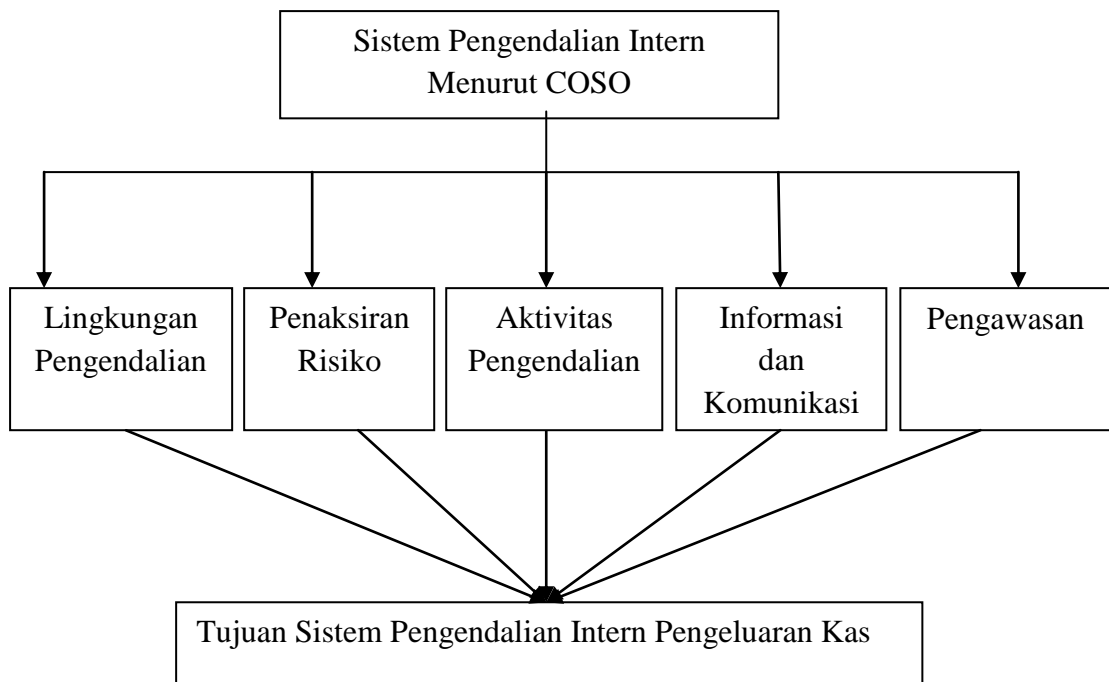 Sistem Pengendalian Intern
Menurut COSO
Lingkungan
Pengendalian
Penaksiran
Risiko
Aktivitas
Pengendalian
Informasi
dan
Komunikasi
Pengawasan
Tujuan Sistem Pengendalian Intern Pengeluaran Kas